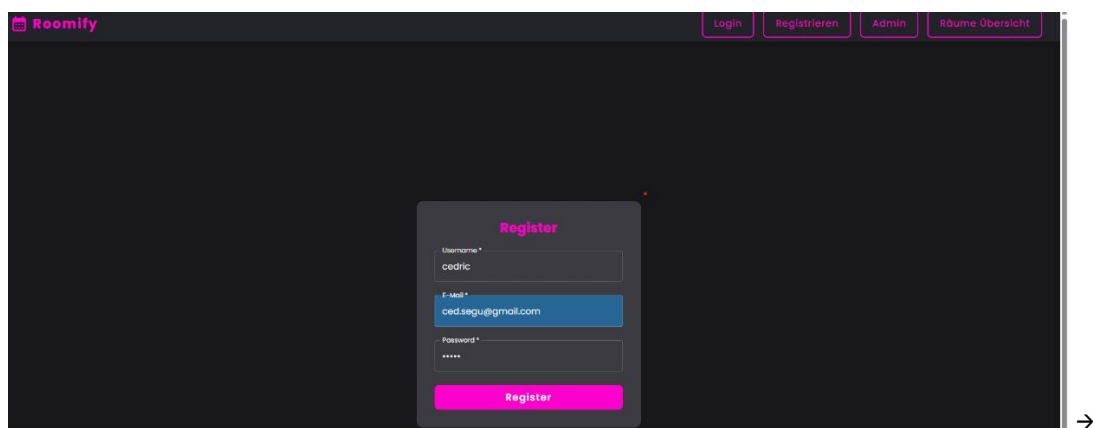 Roomify
Login Registrieren Admin Räume Übersicht
Register
Username *
cedric
E-Mail *
ced.segu@gmail.com
Password *
•••••
Register
→